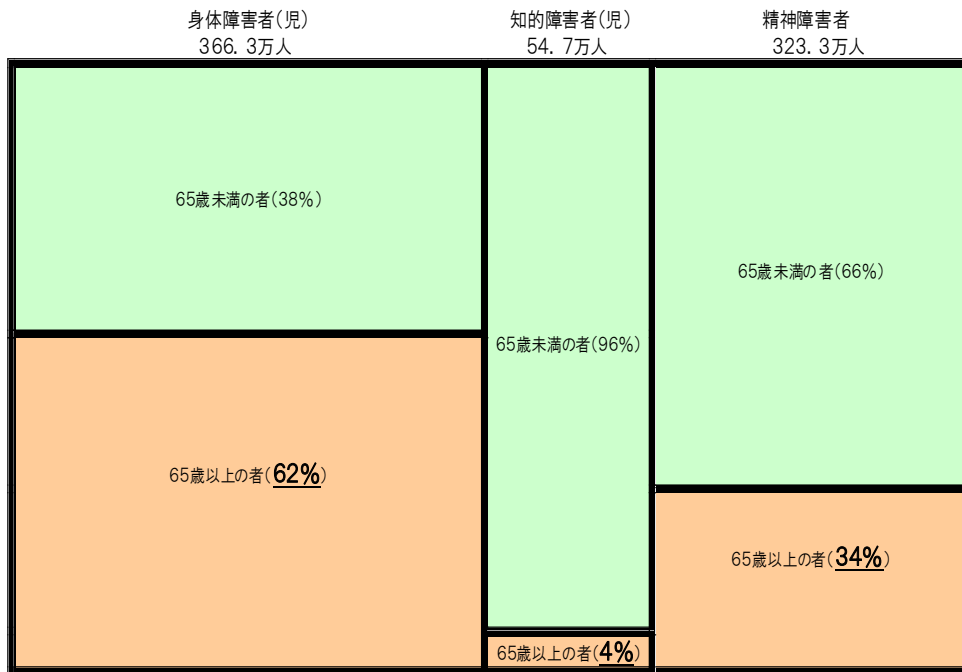 身体障害者(児)
366.3万人
知的障害者(児)
54.7万人
精神障害者
323.3万人
65歳未満の者(38%)
65歳以上の者(62%)
65歳未満の者(96%)
65歳以上の者(4%)
65歳未満の者(66%)
65歳以上の者(34%)